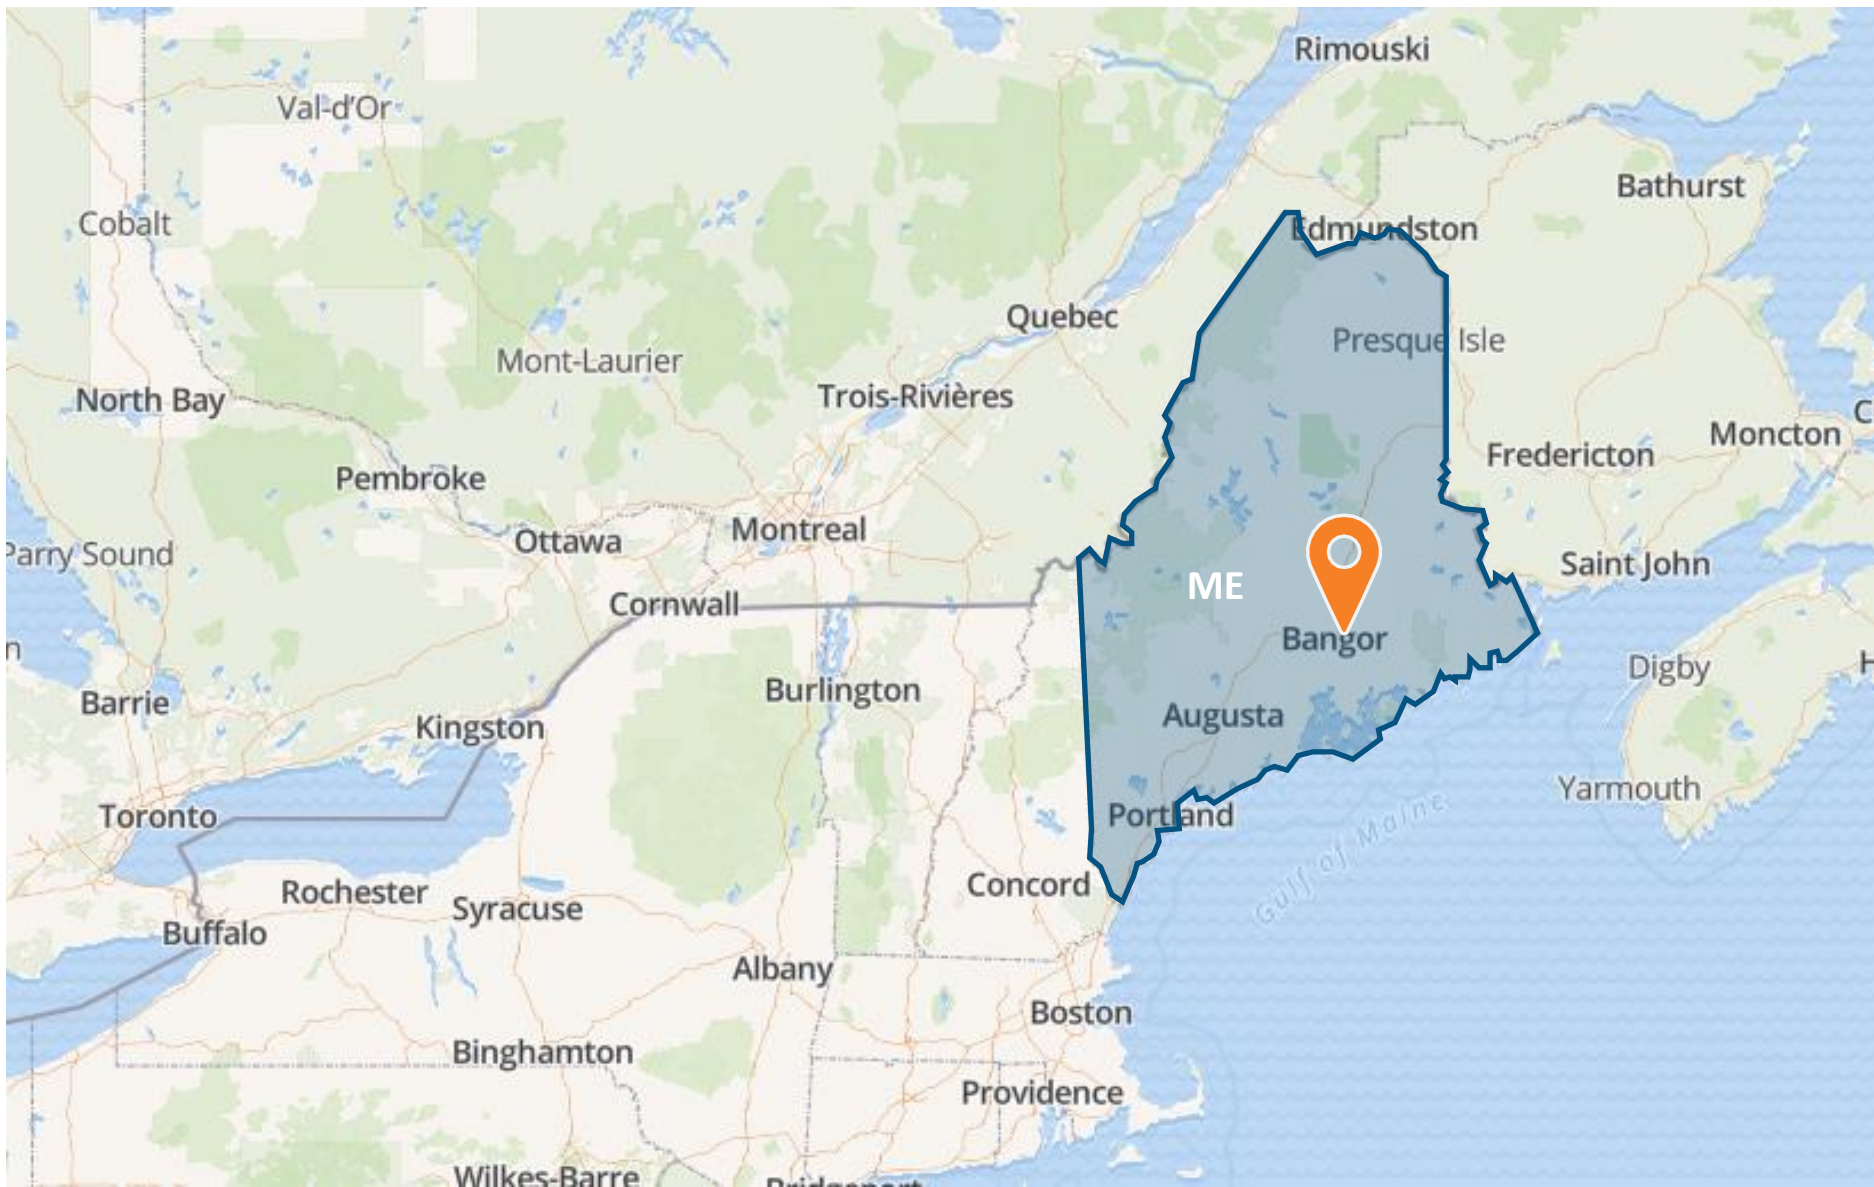 Rimouski
Val-d'Or
Bathurst
Cobalt
Edmundston
Quebec
Presque Isle
Mont-Laurier
North Bay
Trois-Rivières
C
Moncton
Fredericton
Pembroke
Montreal
Ottawa
Parry Sound
Saint John
ME
Cornwall
Bangor
n
Digby
H
Burlington
Barrie
Augusta
Kingston
Yarmouth
Toronto
Portland
Gulf of Maine
Concord
Rochester
Syracuse
Buffalo
Albany
Boston
Binghamton
Providence
Wilkes-Barre
Bridgeport